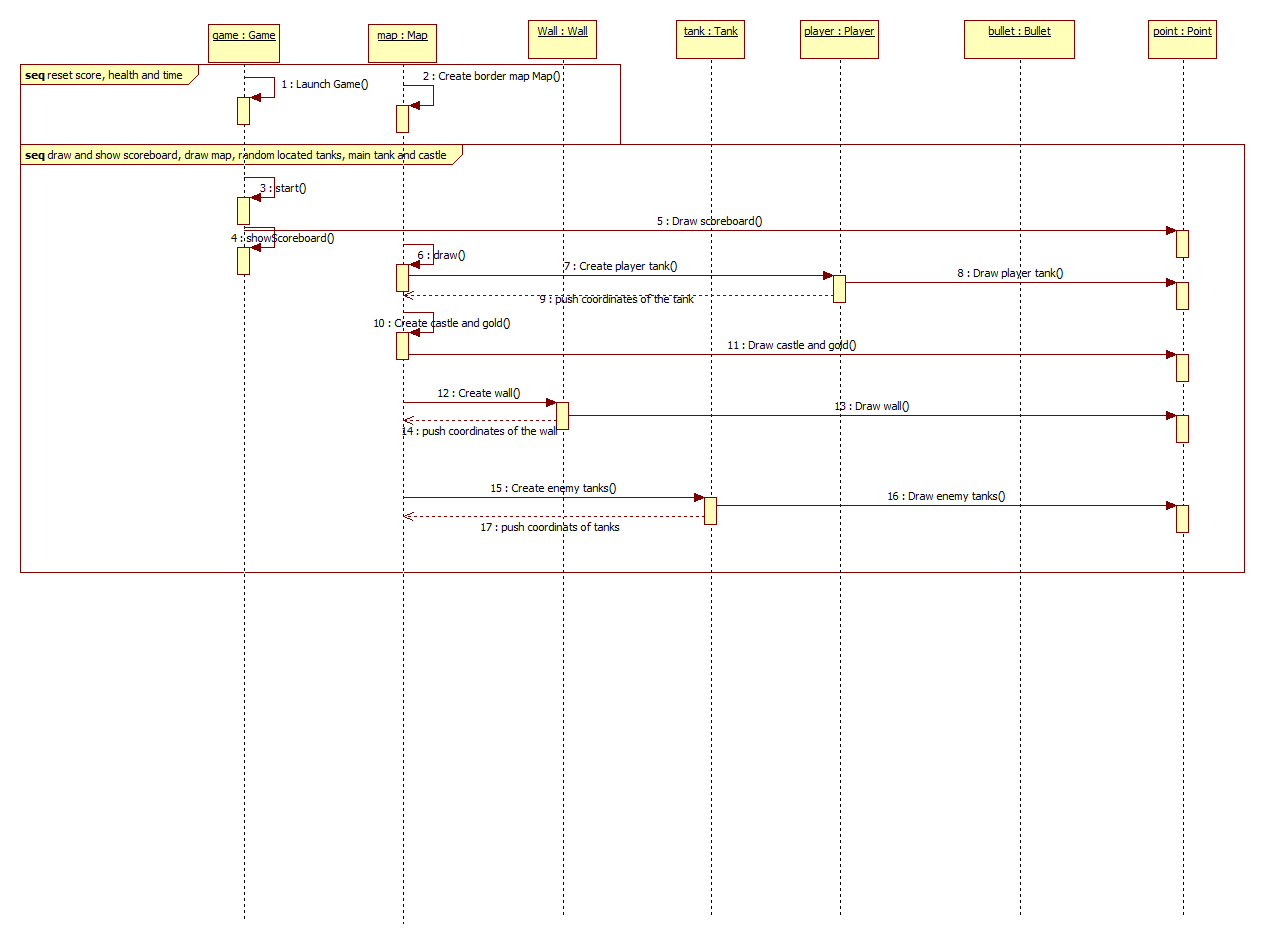 game : Game
map : Map
Wall : Wall
tank : Tank
player : Player
bullet : Bullet
point : Point
seq reset score, health and time
1 : Launch Game()
2 : Create border map Map()
seq draw and show scoreboard, draw map, random located tanks, main tank and castle
3 : start()
4 : showScoreboard()
5 : Draw scoreboard()
6 : draw()
7 : Create player tank()
8 : Draw player tank()
9 : push coordinates of the tank
10 : Create castle and gold()
11 : Draw castle and gold()
12 : Create wall()
13 : Draw wall()
14 : push coordinates of the wall
15 : Create enemy tanks()
16 : Draw enemy tanks()
17 : push coordinats of tanks